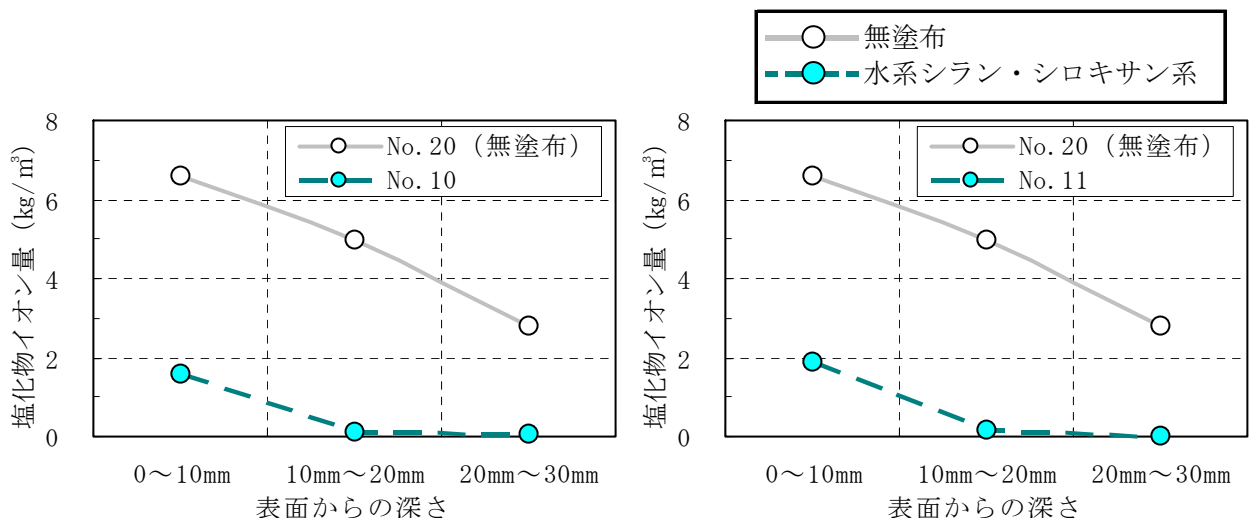 無塗布
水系シラン・シロキサン系
塩化物イオン量 (kg/m³)
8
6
4
2
0
No.20 (無塗布)
No.10
0～10mm
10mm～20mm
20mm～30mm
表面からの深さ
塩化物イオン量 (kg/m³)
8
6
4
2
0
No.20 (無塗布)
No.11
0～10mm
10mm～20mm
20mm～30mm
表面からの深さ